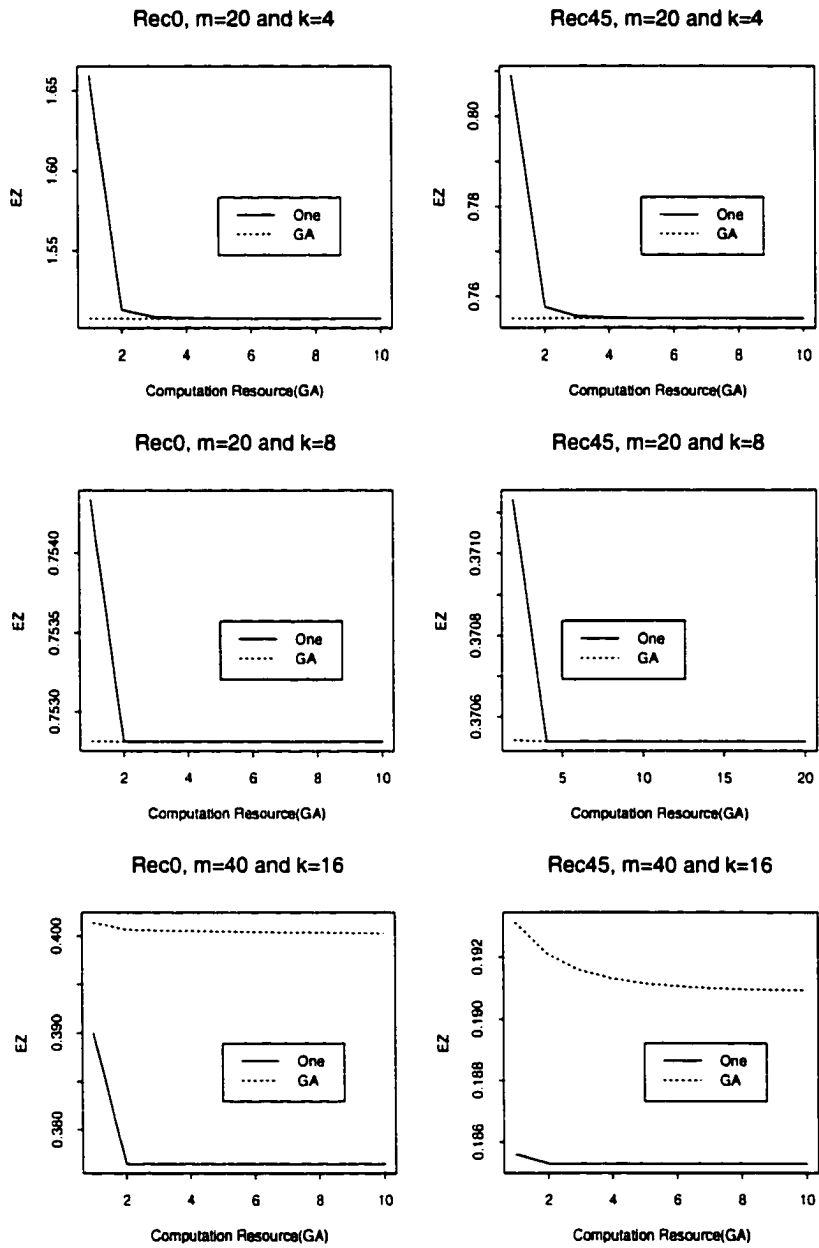 Rec0, m=20 and k=4
EZ
1.65
1.60
1.55
One
GA
2 4 6 8 10
Computation Resource(GA)
Rec45, m=20 and k=4
EZ
0.80
0.78
0.76
One
GA
2 4 6 8 10
Computation Resource(GA)
Rec0, m=20 and k=8
EZ
0.7540
0.7535
0.7530
One
GA
2 4 6 8 10
Computation Resource(GA)
Rec45, m=20 and k=8
EZ
0.3710
0.3708
0.3706
One
GA
5 10 15 20
Computation Resource(GA)
Rec0, m=40 and k=16
EZ
0.400
0.390
0.380
One
GA
2 4 6 8 10
Computation Resource(GA)
Rec45, m=40 and k=16
EZ
0.192
0.190
0.188
0.186
One
GA
2 4 6 8 10
Computation Resource(GA)